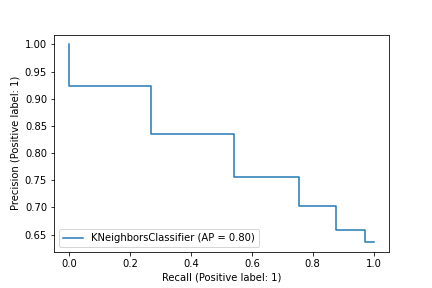 1.00
0.95
0.90
0.85
0.80
0.75
0.70
0.65
Precision (Positive label: 1)
KNeighborsClassifier (AP = 0.80)
0.0 0.2 0.4 0.6 0.8 1.0
Recall (Positive label: 1)